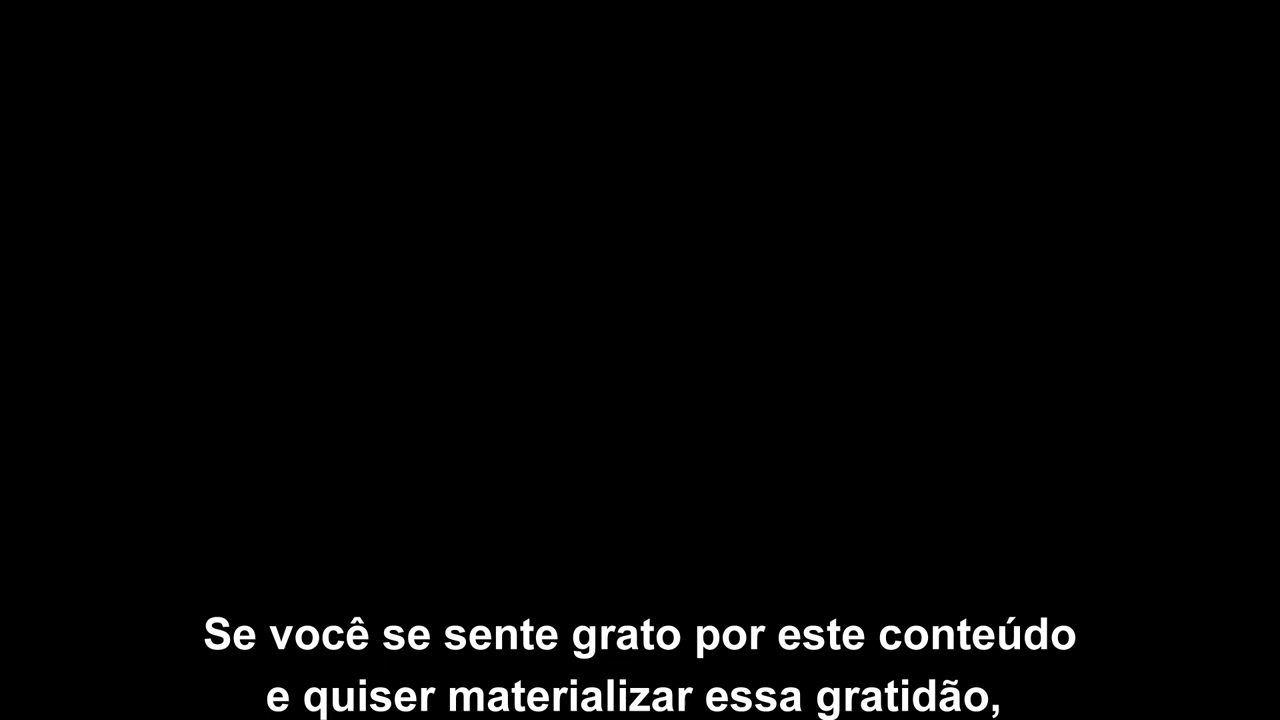 Se você se sente grato por este conteúdo
e quiser materializar essa gratidão,